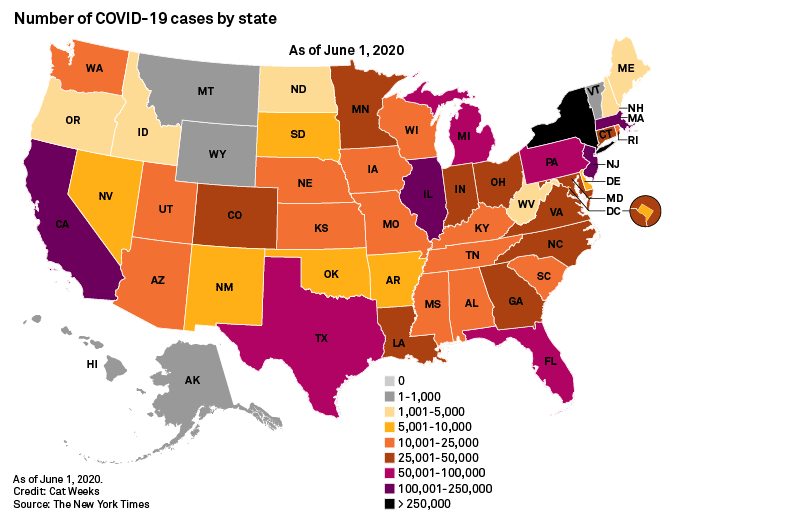 Number of COVID-19 cases by state
As of June 1, 2020
WA
MT
ND
MN
ME
VT
NH
MA
OR
ID
SD
WI
MI
CT
RI
WY
IA
PA
NJ
NV
NE
IL
IN
OH
DE
MD
DC
CA
UT
CO
KS
MO
KY
WV
VA
NC
TN
AZ
NM
OK
AR
SC
MS
AL
GA
TX
LA
FL
HI
AK
0
1-1,000
1,001-5,000
5,001-10,000
10,001-25,000
25,001-50,000
50,001-100,000
100,001-250,000
>250,000
As of June 1, 2020.
Credit: Cat Weeks
Source: The New York Times